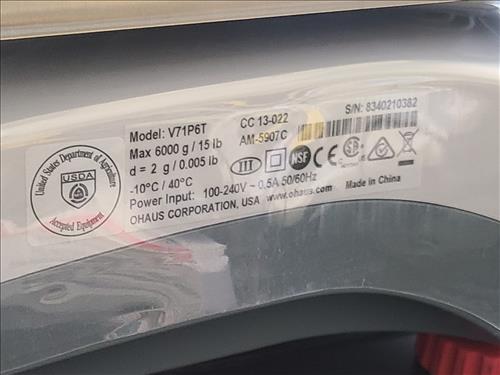 United States Department of Agriculture
USDA
Accepted Equipment
Model: V71P6T
Max 6000 g / 15 lb
d = 2 g / 0.005 lb
-10°C / 40°C
Power Input: 100-240V ~ 0.5A 50/60Hz
OHAUS CORPORATION, USA www.ohaus.com
CC 13-022
AM-5907C
III
NSF CE
S/N: 8340210382
Made in China